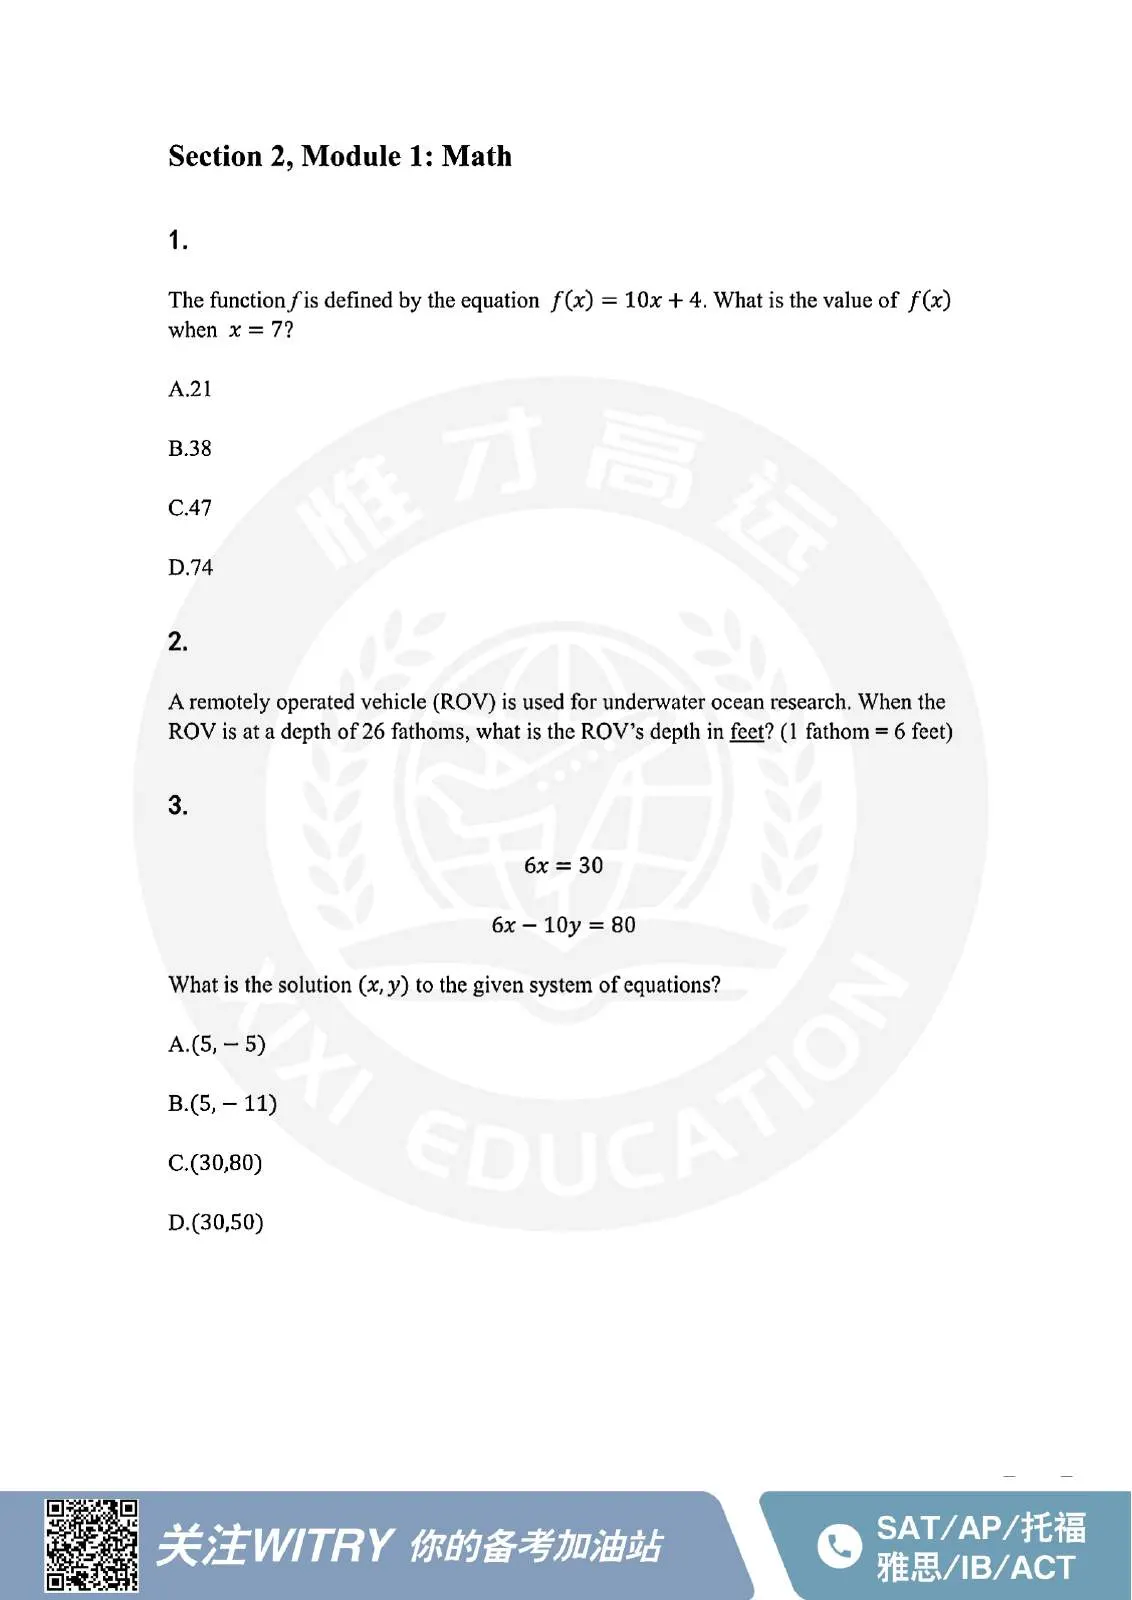 Section 2, Module 1: Math
1.
The function f is defined by the equation f(x) = 10x + 4. What is the value of f(x)
when x = 7?
A.21
B.38
C.47
D.74
2.
A remotely operated vehicle (ROV) is used for underwater ocean research. When the
ROV is at a depth of 26 fathoms, what is the ROV's depth in feet? (1 fathom = 6 feet)
3.
6x = 30
6x − 10y = 80
What is the solution (x, y) to the given system of equations?
A.(5, − 5)
B.(5, − 11)
C.(30,80)
D.(30,50)
惟才高远
XIXI EDUCATION
关注WITRY 你的备考加油站
SAT/AP/托福
雅思/IB/ACT